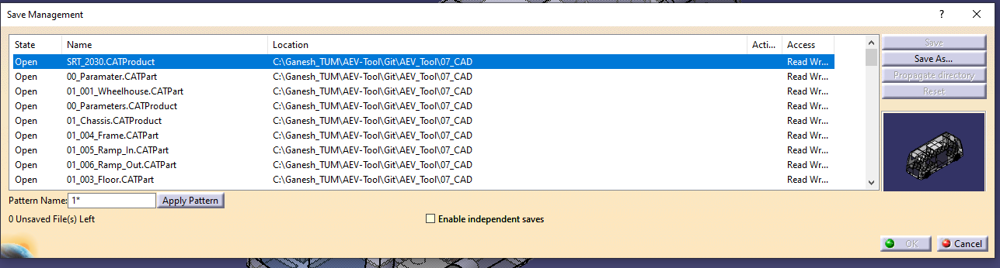 Save Management ? ×
State Name Location Acti... Access
Open SRT_2030.CATProduct C:\Ganesh_TUM\AEV-Tool\Git\AEV_Tool\07_CAD Read Wr...
Open 00_Paramater.CATPart C:\Ganesh_TUM\AEV-Tool\Git\AEV_Tool\07_CAD Read Wr...
Open 01_001_Wheelhouse.CATPart C:\Ganesh_TUM\AEV-Tool\Git\AEV_Tool\07_CAD Read Wr...
Open 00_Parameters.CATProduct C:\Ganesh_TUM\AEV-Tool\Git\AEV_Tool\07_CAD Read Wr...
Open 01_Chassis.CATProduct C:\Ganesh_TUM\AEV-Tool\Git\AEV_Tool\07_CAD Read Wr...
Open 01_004_Frame.CATPart C:\Ganesh_TUM\AEV-Tool\Git\AEV_Tool\07_CAD Read Wr...
Open 01_005_Ramp_In.CATPart C:\Ganesh_TUM\AEV-Tool\Git\AEV_Tool\07_CAD Read Wr...
Open 01_006_Ramp_Out.CATPart C:\Ganesh_TUM\AEV-Tool\Git\AEV_Tool\07_CAD Read Wr...
Open 01_003_Floor.CATPart C:\Ganesh_TUM\AEV-Tool\Git\AEV_Tool\07_CAD Read Wr...
Save
Save As...
Propagate directory
Reset
Pattern Name: 1* Apply Pattern
0 Unsaved File(s) Left Enable independent saves
OK Cancel